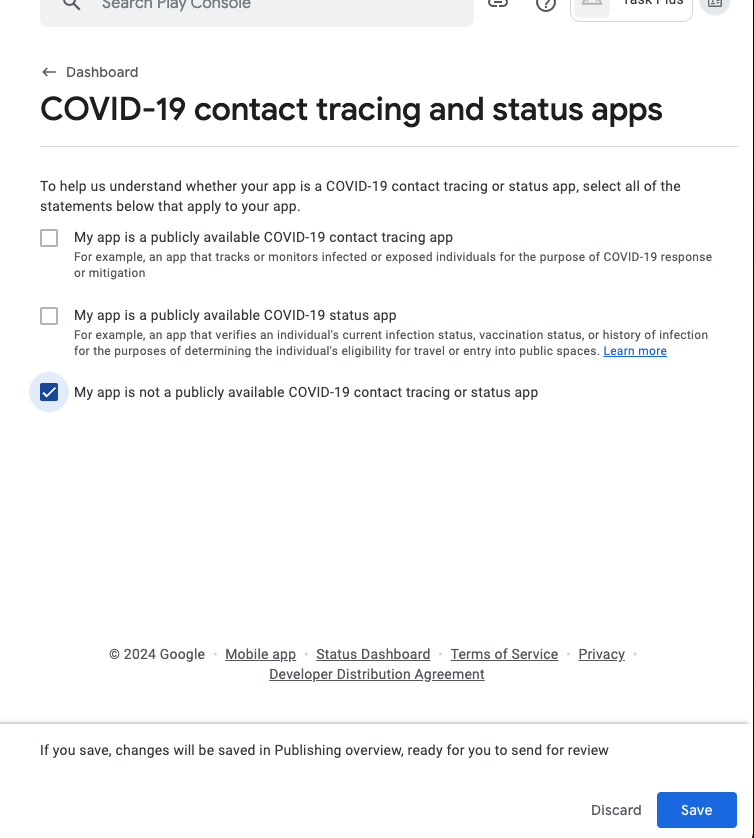 Search Play Console
Task Plus
Dashboard
COVID-19 contact tracing and status apps
To help us understand whether your app is a COVID-19 contact tracing or status app, select all of the
statements below that apply to your app.
My app is a publicly available COVID-19 contact tracing app
For example, an app that tracks or monitors infected or exposed individuals for the purpose of COVID-19 response
or mitigation
My app is a publicly available COVID-19 status app
For example, an app that verifies an individual's current infection status, vaccination status, or history of infection
for the purposes of determining the individual's eligibility for travel or entry into public spaces. Learn more
My app is not a publicly available COVID-19 contact tracing or status app
© 2024 Google · Mobile app · Status Dashboard · Terms of Service · Privacy ·
Developer Distribution Agreement
If you save, changes will be saved in Publishing overview, ready for you to send for review
Discard Save